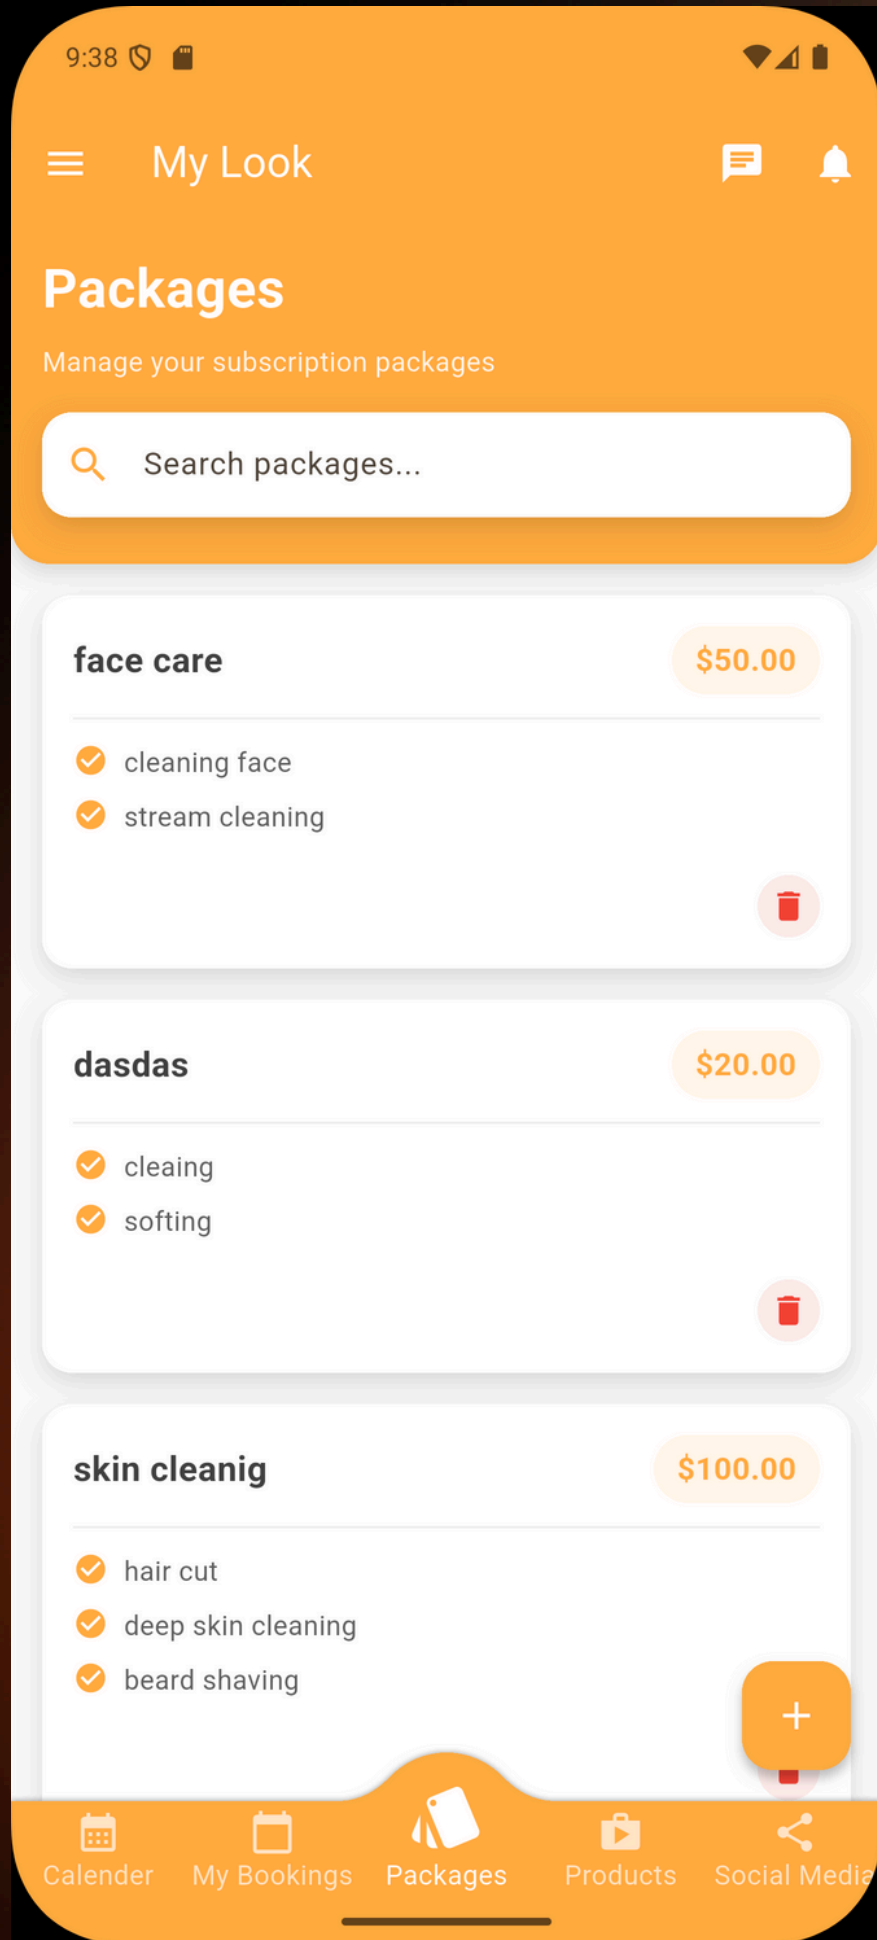 9:38
My Look
Packages
Manage your subscription packages
Search packages...
face care
$50.00
cleaning face
stream cleaning
dasdas
$20.00
cleaing
softing
skin cleanig
$100.00
hair cut
deep skin cleaning
beard shaving
+
Calender
My Bookings
Packages
Products
Social Media